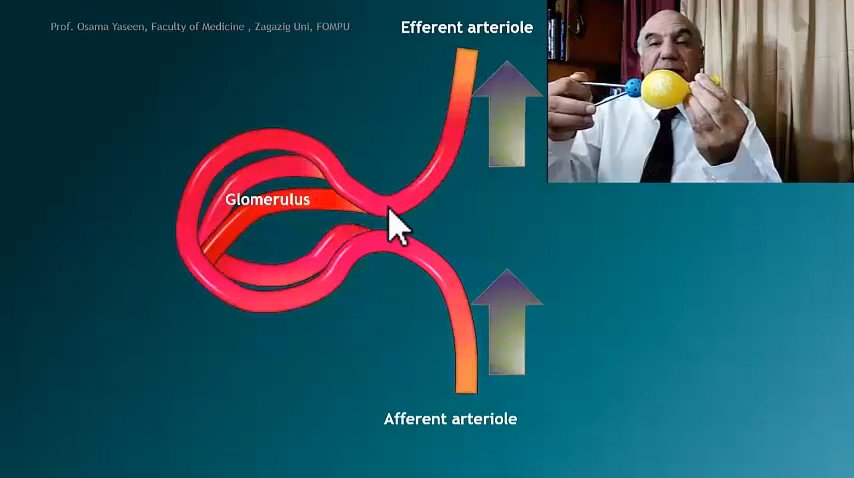 Prof. Osama Yaseen, Faculty of Medicine , Zagazig Uni, FOMPU
Efferent arteriole
Glomerulus
Afferent arteriole